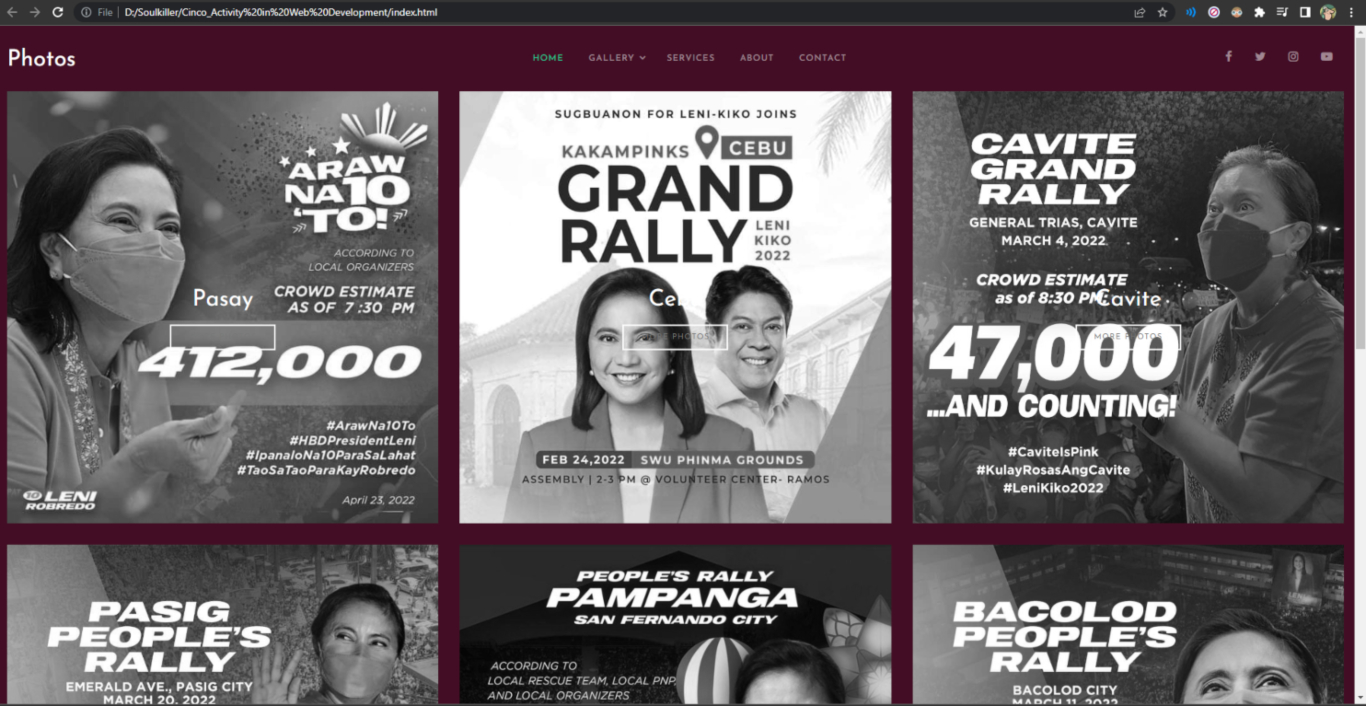 File | D:/Soulkiller/Cinco_Activity%20in%20Web%20Development/index.html
Photos
HOME GALLERY SERVICES ABOUT CONTACT
ARAW
NA10
'TO!
ACCORDING TO
LOCAL ORGANIZERS
CROWD ESTIMATE
AS OF 7:30 PM
Pasay
412,000
#ArawNa10To
#HBDPresidentLeni
#IpanaloNa10ParaSaLahat
#TaoSaTaoParaKayRobredo
10 LENI
ROBREDO
April 23, 2022
SUGBUANON FOR LENI-KIKO JOINS
KAKAMPINKS CEBU
GRAND
RALLY
LENI
KIKO
2022
PHOTOS
FEB 24,2022 SWU PHINMA GROUNDS
ASSEMBLY | 2-3 PM @ VOLUNTEER CENTER- RAMOS
CAVITE
GRAND
RALLY
GENERAL TRIAS, CAVITE
MARCH 4, 2022
CROWD ESTIMATE
as of 8:30 PM
Cavite
MORE PHOTOS
47,000
...AND COUNTING!
#CaviteIsPink
#KulayRosasAngCavite
#LeniKiko2022
PASIG
PEOPLE'S
RALLY
EMERALD AVE., PASIG CITY
MARCH 20, 2022
PEOPLE'S RALLY
PAMPANGA
SAN FERNANDO CITY
ACCORDING TO
LOCAL RESCUE TEAM, LOCAL PNP,
AND LOCAL ORGANIZERS
BACOLOD
PEOPLE'S
RALLY
BACOLOD CITY
MARCH 11, 2022